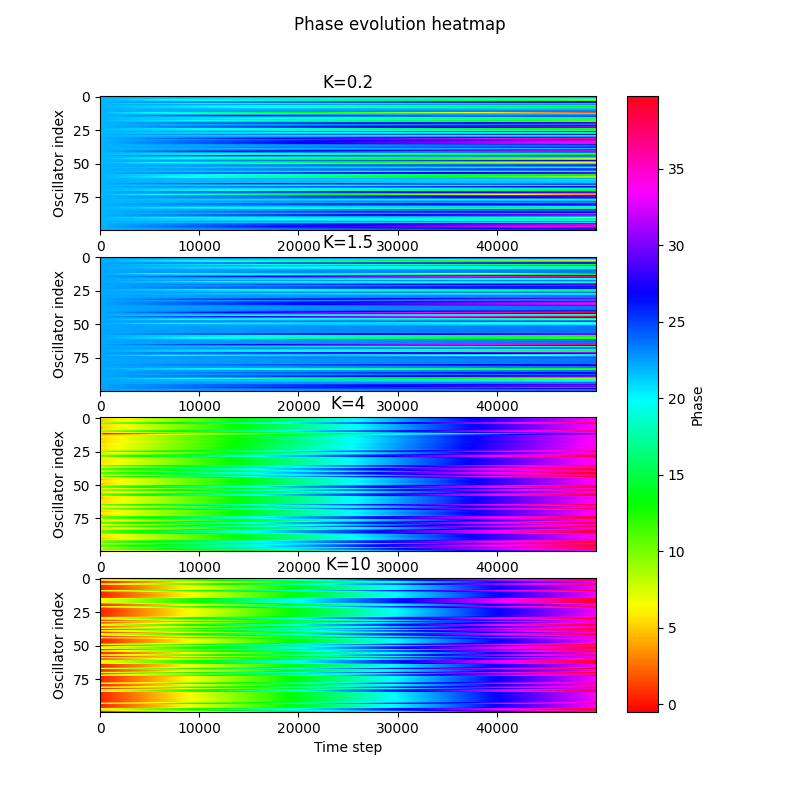 Phase evolution heatmap
K=0.2
Oscillator index
0
25
50
75
0 10000 20000 30000 40000
K=1.5
Oscillator index
0
25
50
75
0 10000 20000 30000 40000
K=4
Oscillator index
0
25
50
75
0 10000 20000 30000 40000
K=10
Oscillator index
0
25
50
75
0 10000 20000 30000 40000
Time step
35
30
25
20
15
10
5
0
Phase